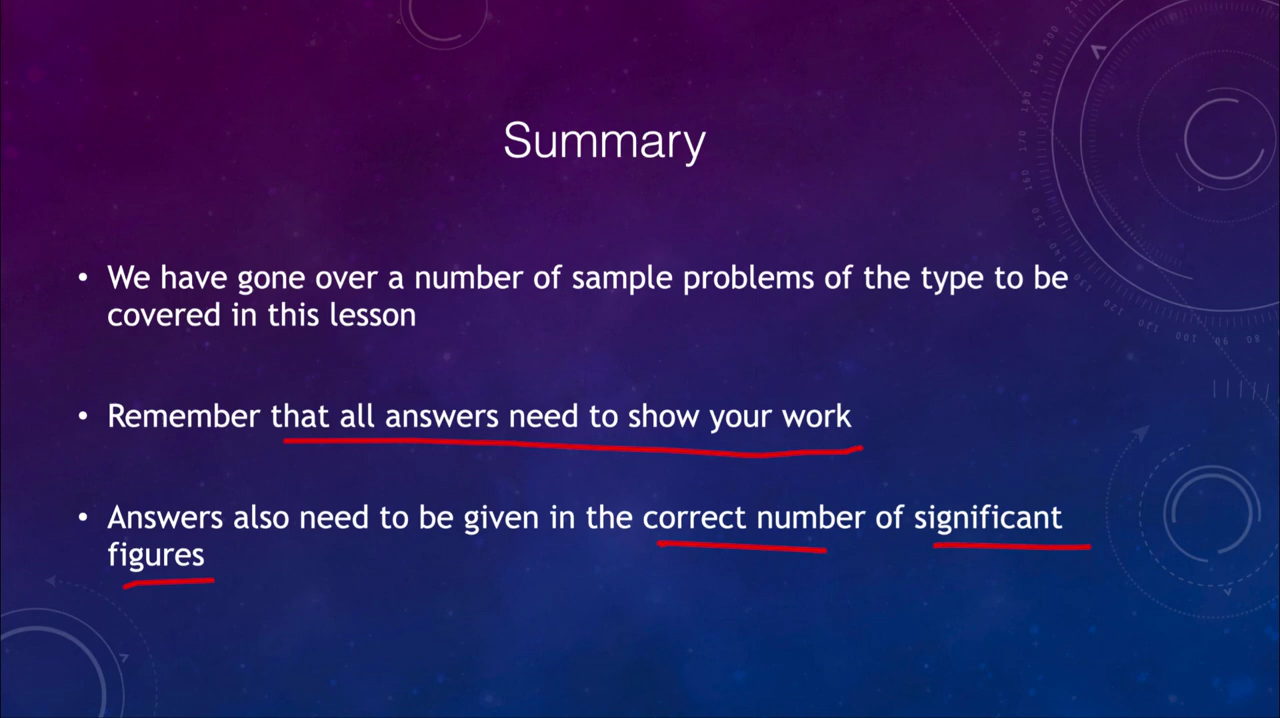 Summary
• We have gone over a number of sample problems of the type to be
covered in this lesson
• Remember that all answers need to show your work
• Answers also need to be given in the correct number of significant
figures